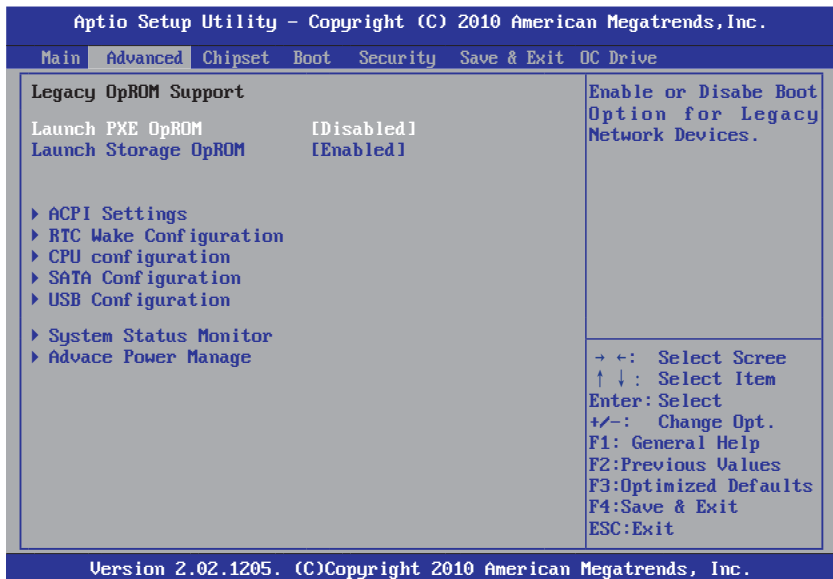 Aptio Setup Utility – Copyright (C) 2010 American Megatrends,Inc.
Main Advanced Chipset Boot Security Save & Exit OC Drive
Legacy OpROM Support
Launch PXE OpROM [Disabled]
Launch Storage OpROM [Enabled]
ACPI Settings
RTC Wake Configuration
CPU configuration
SATA Configuration
USB Configuration
System Status Monitor
Advace Power Manage
Enable or Disabe Boot
Option for Legacy
Network Devices.
→ ←: Select Scree
↑ ↓: Select Item
Enter: Select
+/-: Change Opt.
F1: General Help
F2:Previous Values
F3:Optimized Defaults
F4:Save & Exit
ESC:Exit
Version 2.02.1205. (C)Copyright 2010 American Megatrends, Inc.